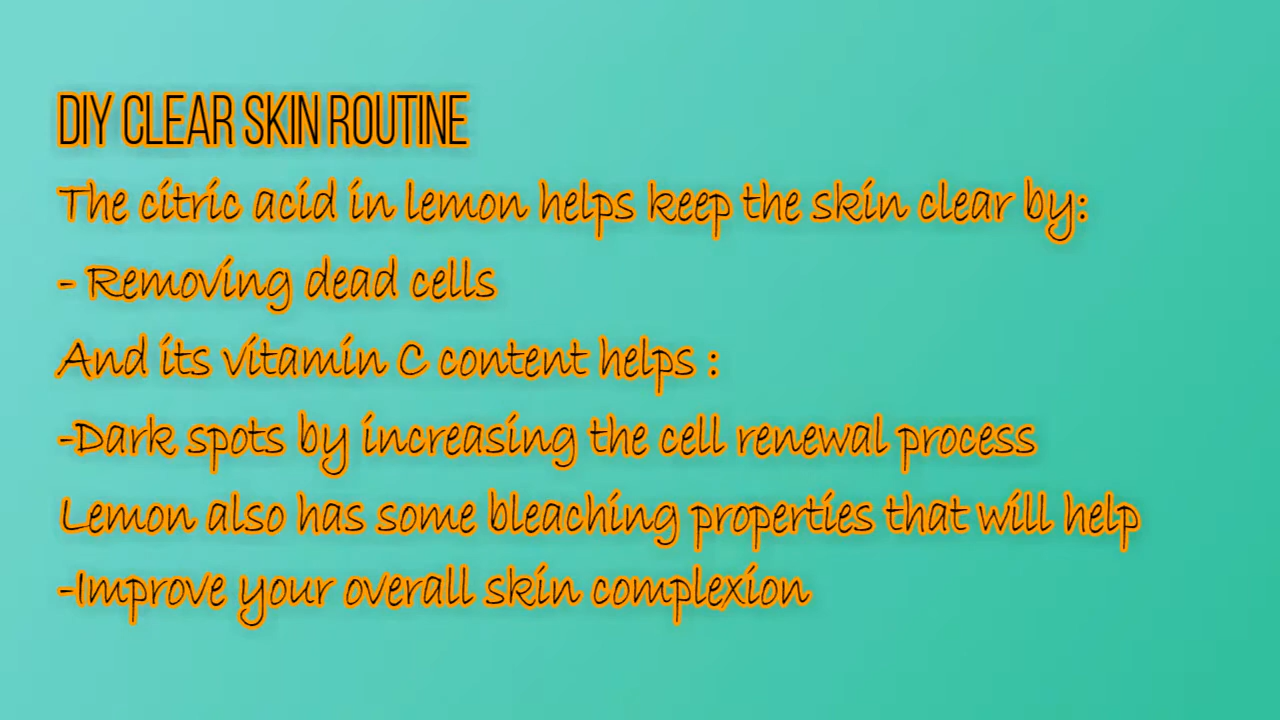 DIY CLEAR SKIN ROUTINE
The citric acid in lemon helps keep the skin clear by:
- Removing dead cells
And its vitamin C content helps :
-Dark spots by increasing the cell renewal process
Lemon also has some bleaching properties that will help
-Improve your overall skin complexion